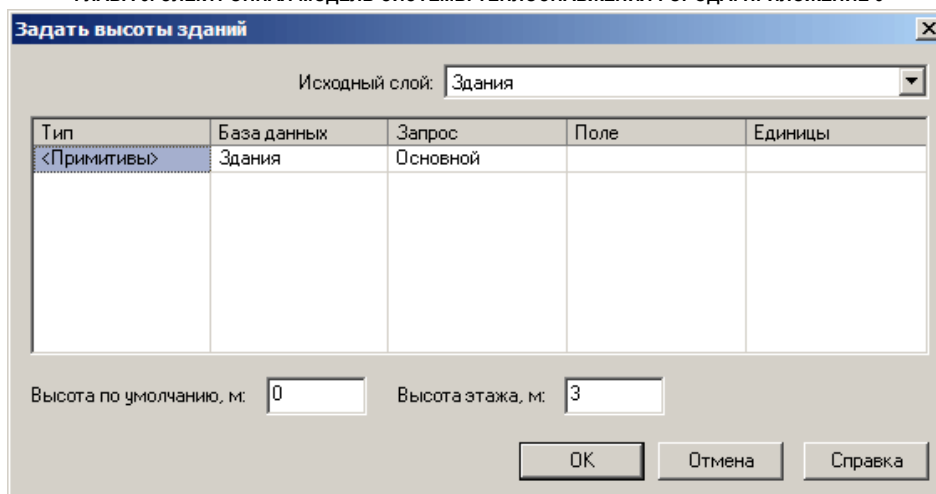 Задать высоты зданий
Исходный слой: Здания
Тип База данных Запрос Поле Единицы
<Примитивы> Здания Основной
Высота по умолчанию, м: 0 Высота этажа, м: 3
OK Отмена Справка